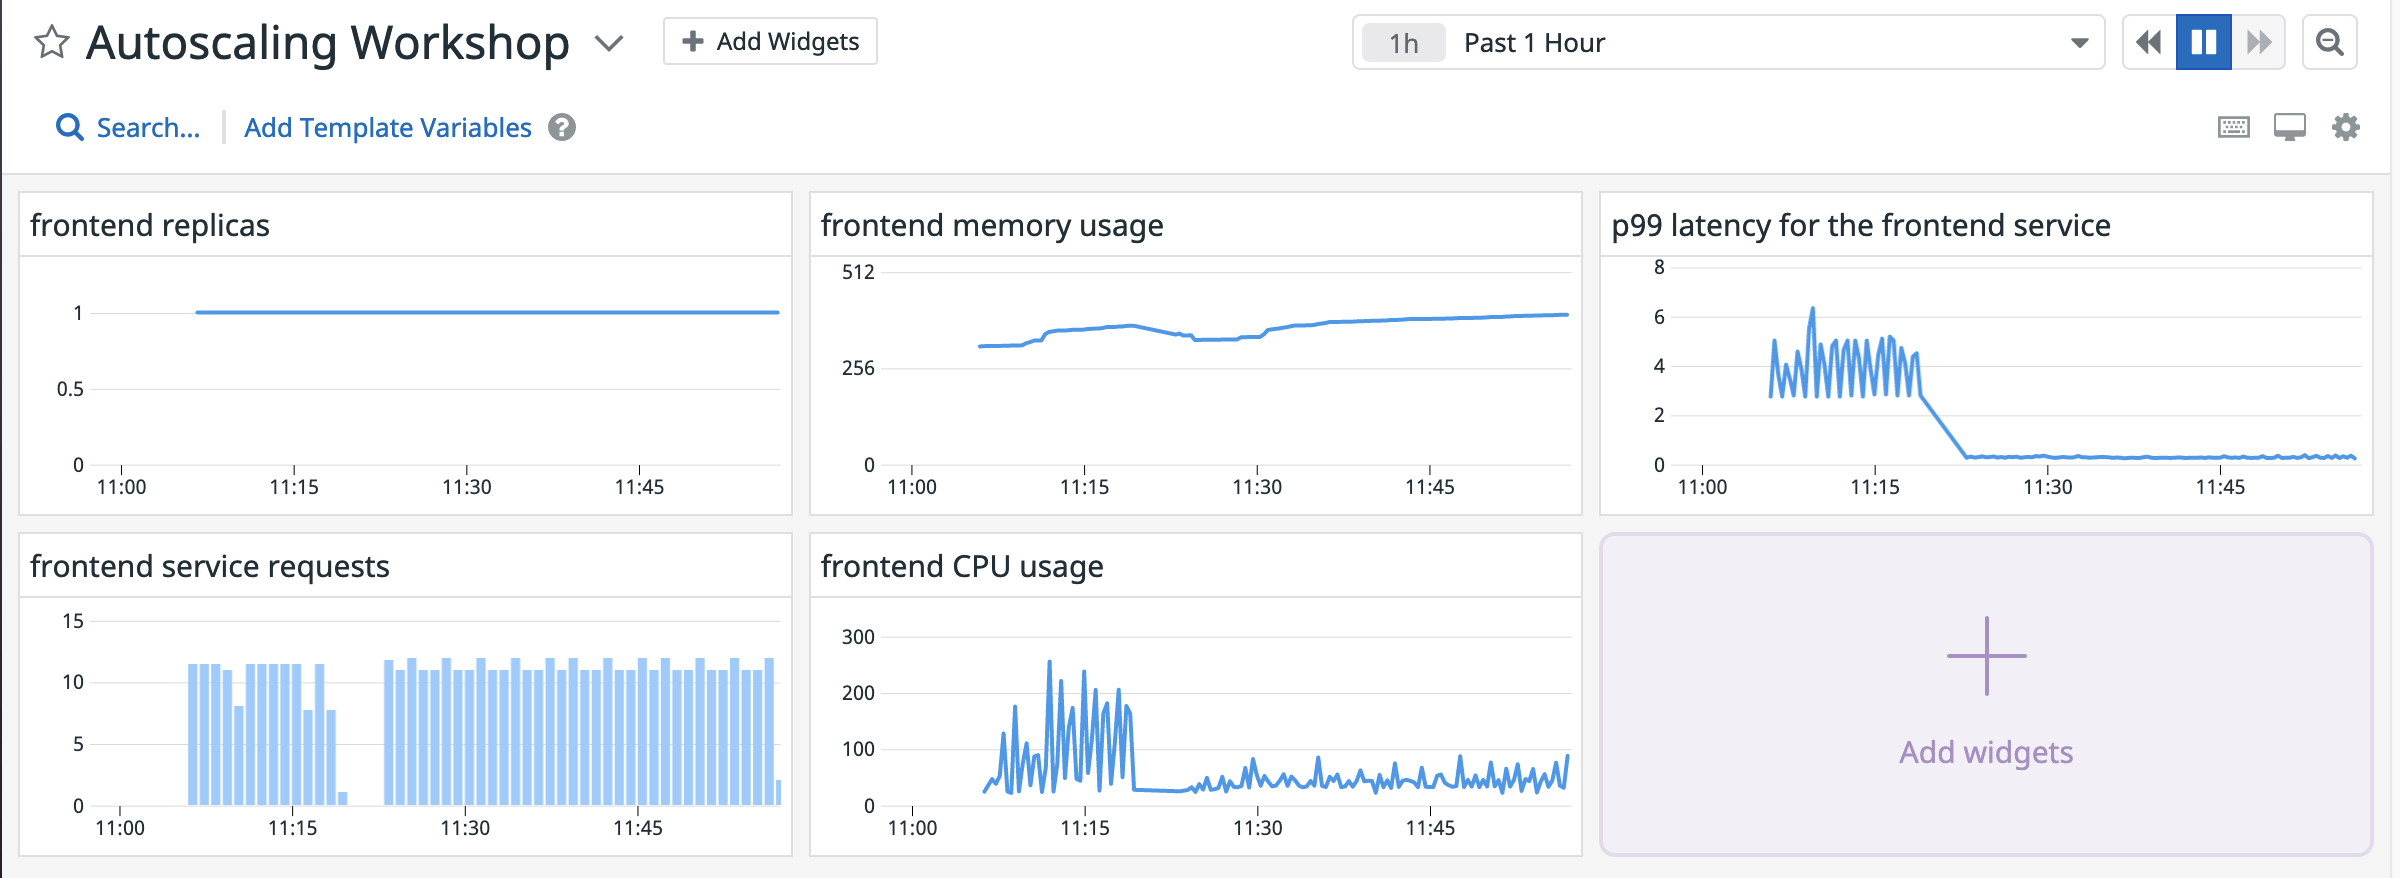 Autoscaling Workshop
Add Widgets
1h Past 1 Hour
Search...
Add Template Variables ?
frontend replicas
1
0.5
0
11:00 11:15 11:30 11:45
frontend memory usage
512
256
0
11:00 11:15 11:30 11:45
p99 latency for the frontend service
8
6
4
2
0
11:00 11:15 11:30 11:45
frontend service requests
15
10
5
0
11:00 11:15 11:30 11:45
frontend CPU usage
300
200
100
0
11:00 11:15 11:30 11:45
Add widgets